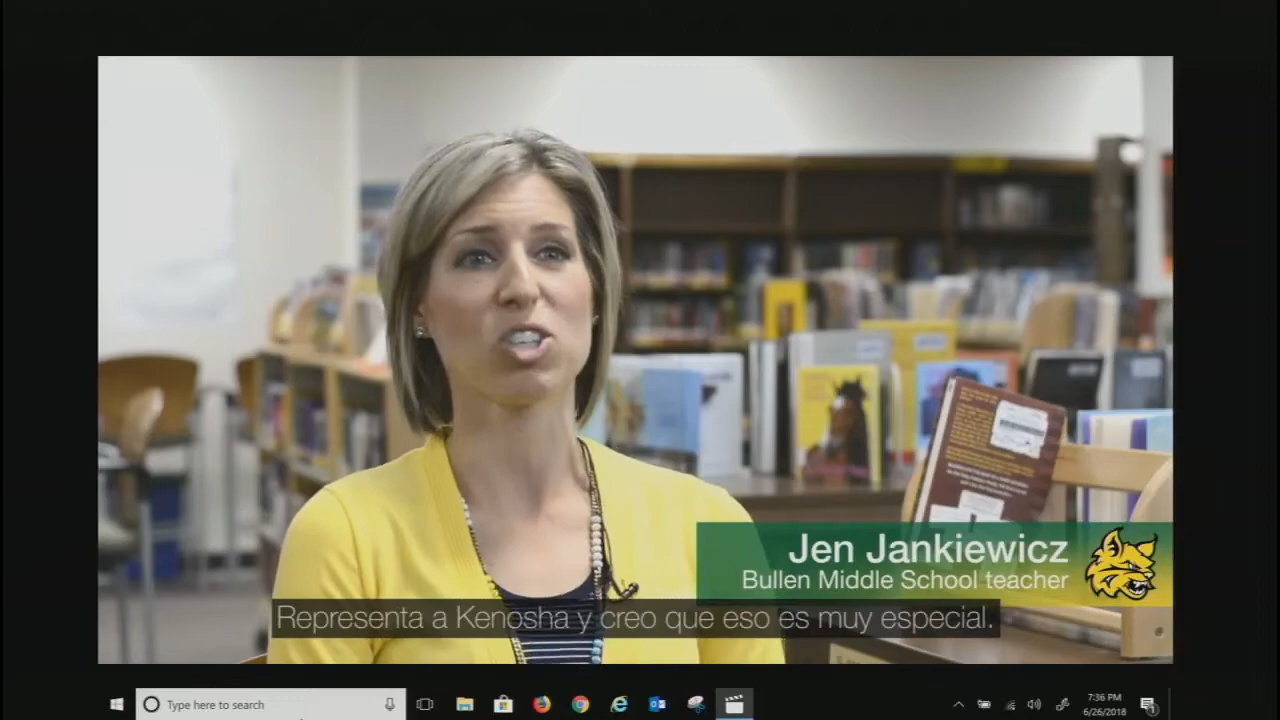 Jen Jankiewicz
Bullen Middle School teacher
Representa a Kenosha y creo que eso es muy especial.
Type here to search
7:36 PM
6/26/2018